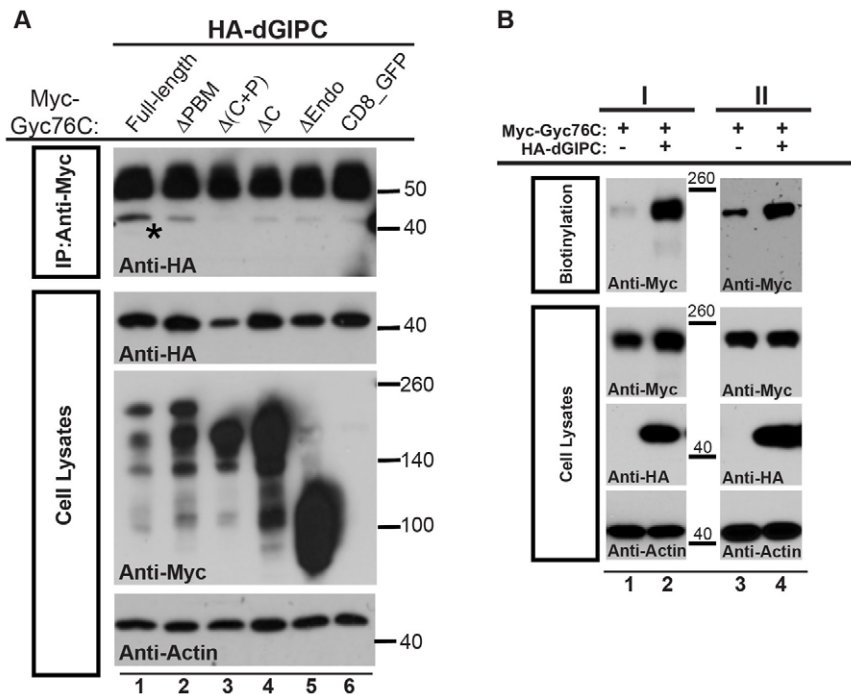 A
HA-dGIPC
Myc-
Gyc76C:
Full-length
ΔPBM
Δ(C+P)
ΔC
ΔEndo
CD8_GFP
IP:Anti-Myc
50
40
*
Anti-HA
Cell Lysates
40
Anti-HA
260
140
100
Anti-Myc
40
Anti-Actin
1 2 3 4 5 6
B
I II
Myc-Gyc76C: + + + +
HA-dGIPC: - + - +
Biotinylation
260
Anti-Myc Anti-Myc
Cell Lysates
260
Anti-Myc Anti-Myc
40
Anti-HA Anti-HA
40
Anti-Actin Anti-Actin
1 2 3 4